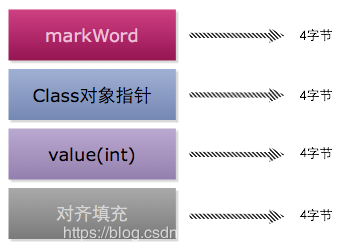 markWord 4字节
Class对象指针 4字节
value(int) 4字节
对齐填充 4字节
https://blog.csdn